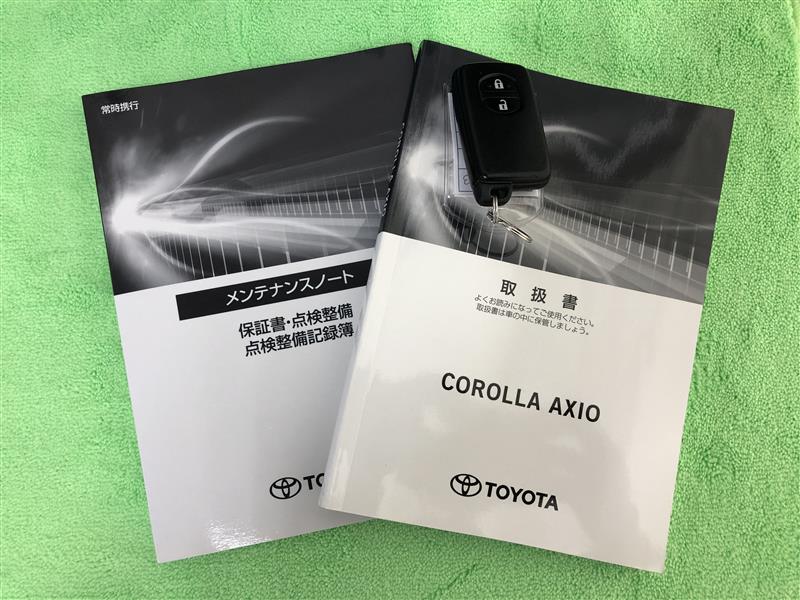 常時携行
メンテナンスノート
保証書・点検整備
点検整備記録簿
TOYOTA
取扱書
よくお読みになってご使用ください。
取扱書は車の中に保管しましょう。
COROLLA AXIO
TOYOTA